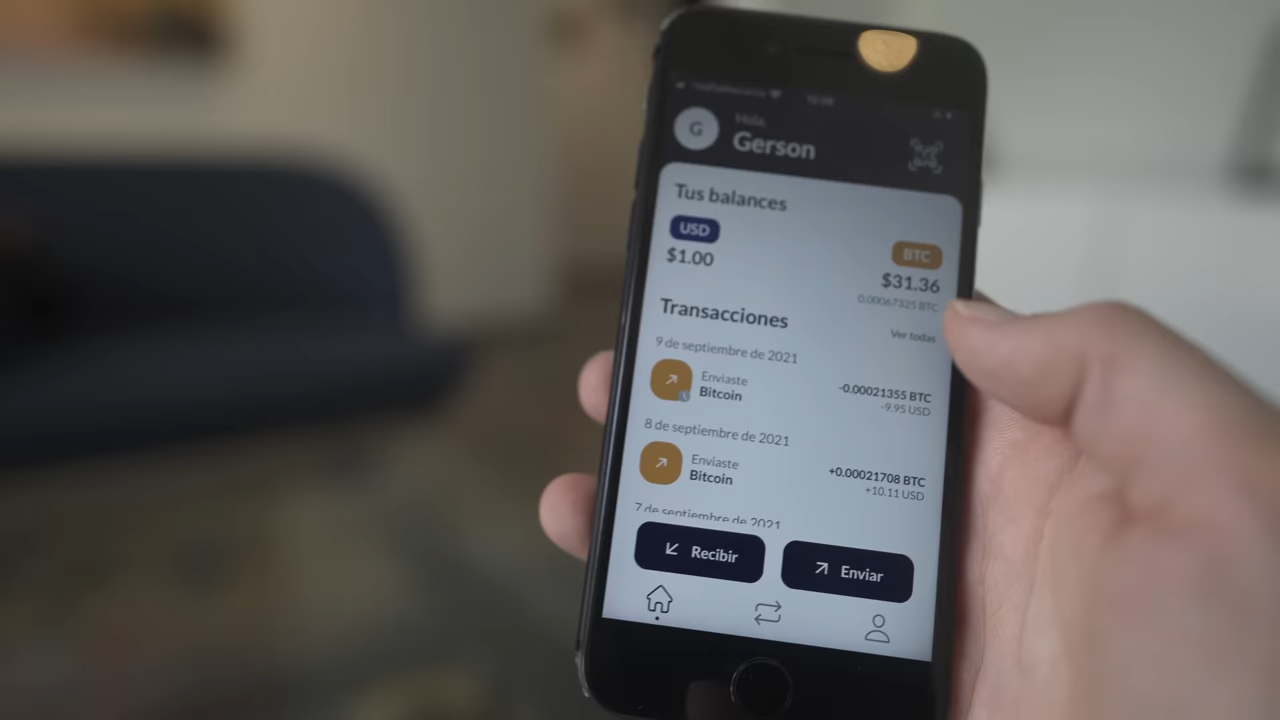 Hola,
G
Gerson
Tus balances
USD
$1.00
BTC
$31.36
0.00067325 BTC
Transacciones
Ver todas
9 de septiembre de 2021
Enviaste
Bitcoin
-0.00021355 BTC
-9.95 USD
8 de septiembre de 2021
Enviaste
Bitcoin
+0.00021708 BTC
+10.11 USD
7 de septiembre de 2021
Recibir
Enviar